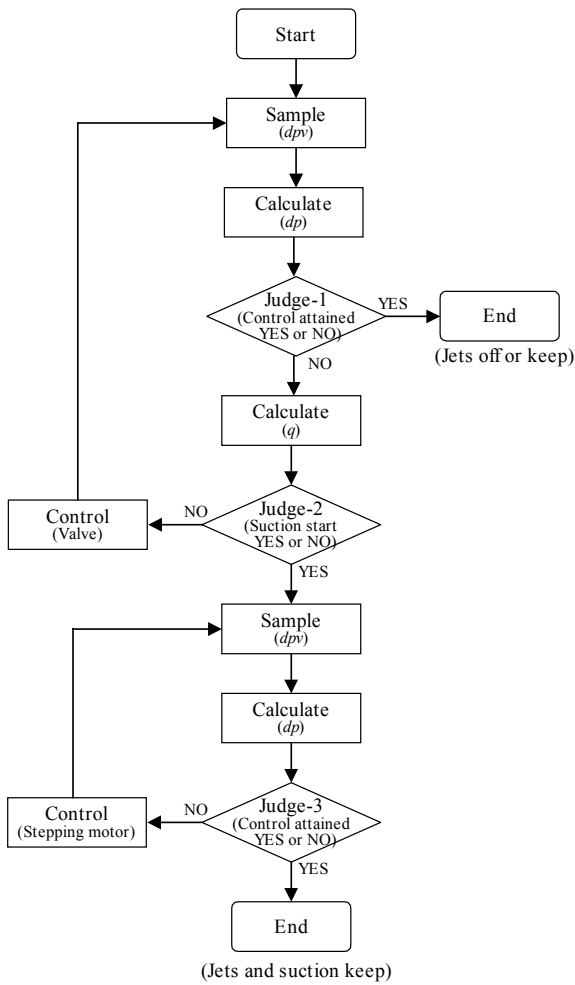 Start
Sample
(dpv)
Calculate
(dp)
Judge-1
(Control attained
YES or NO)
YES
End
(Jets off or keep)
NO
Calculate
(q)
Judge-2
(Suction start
YES or NO)
NO
Control
(Valve)
YES
Sample
(dpv)
Calculate
(dp)
Judge-3
(Control attained
YES or NO)
NO
Control
(Stepping motor)
YES
End
(Jets and suction keep)